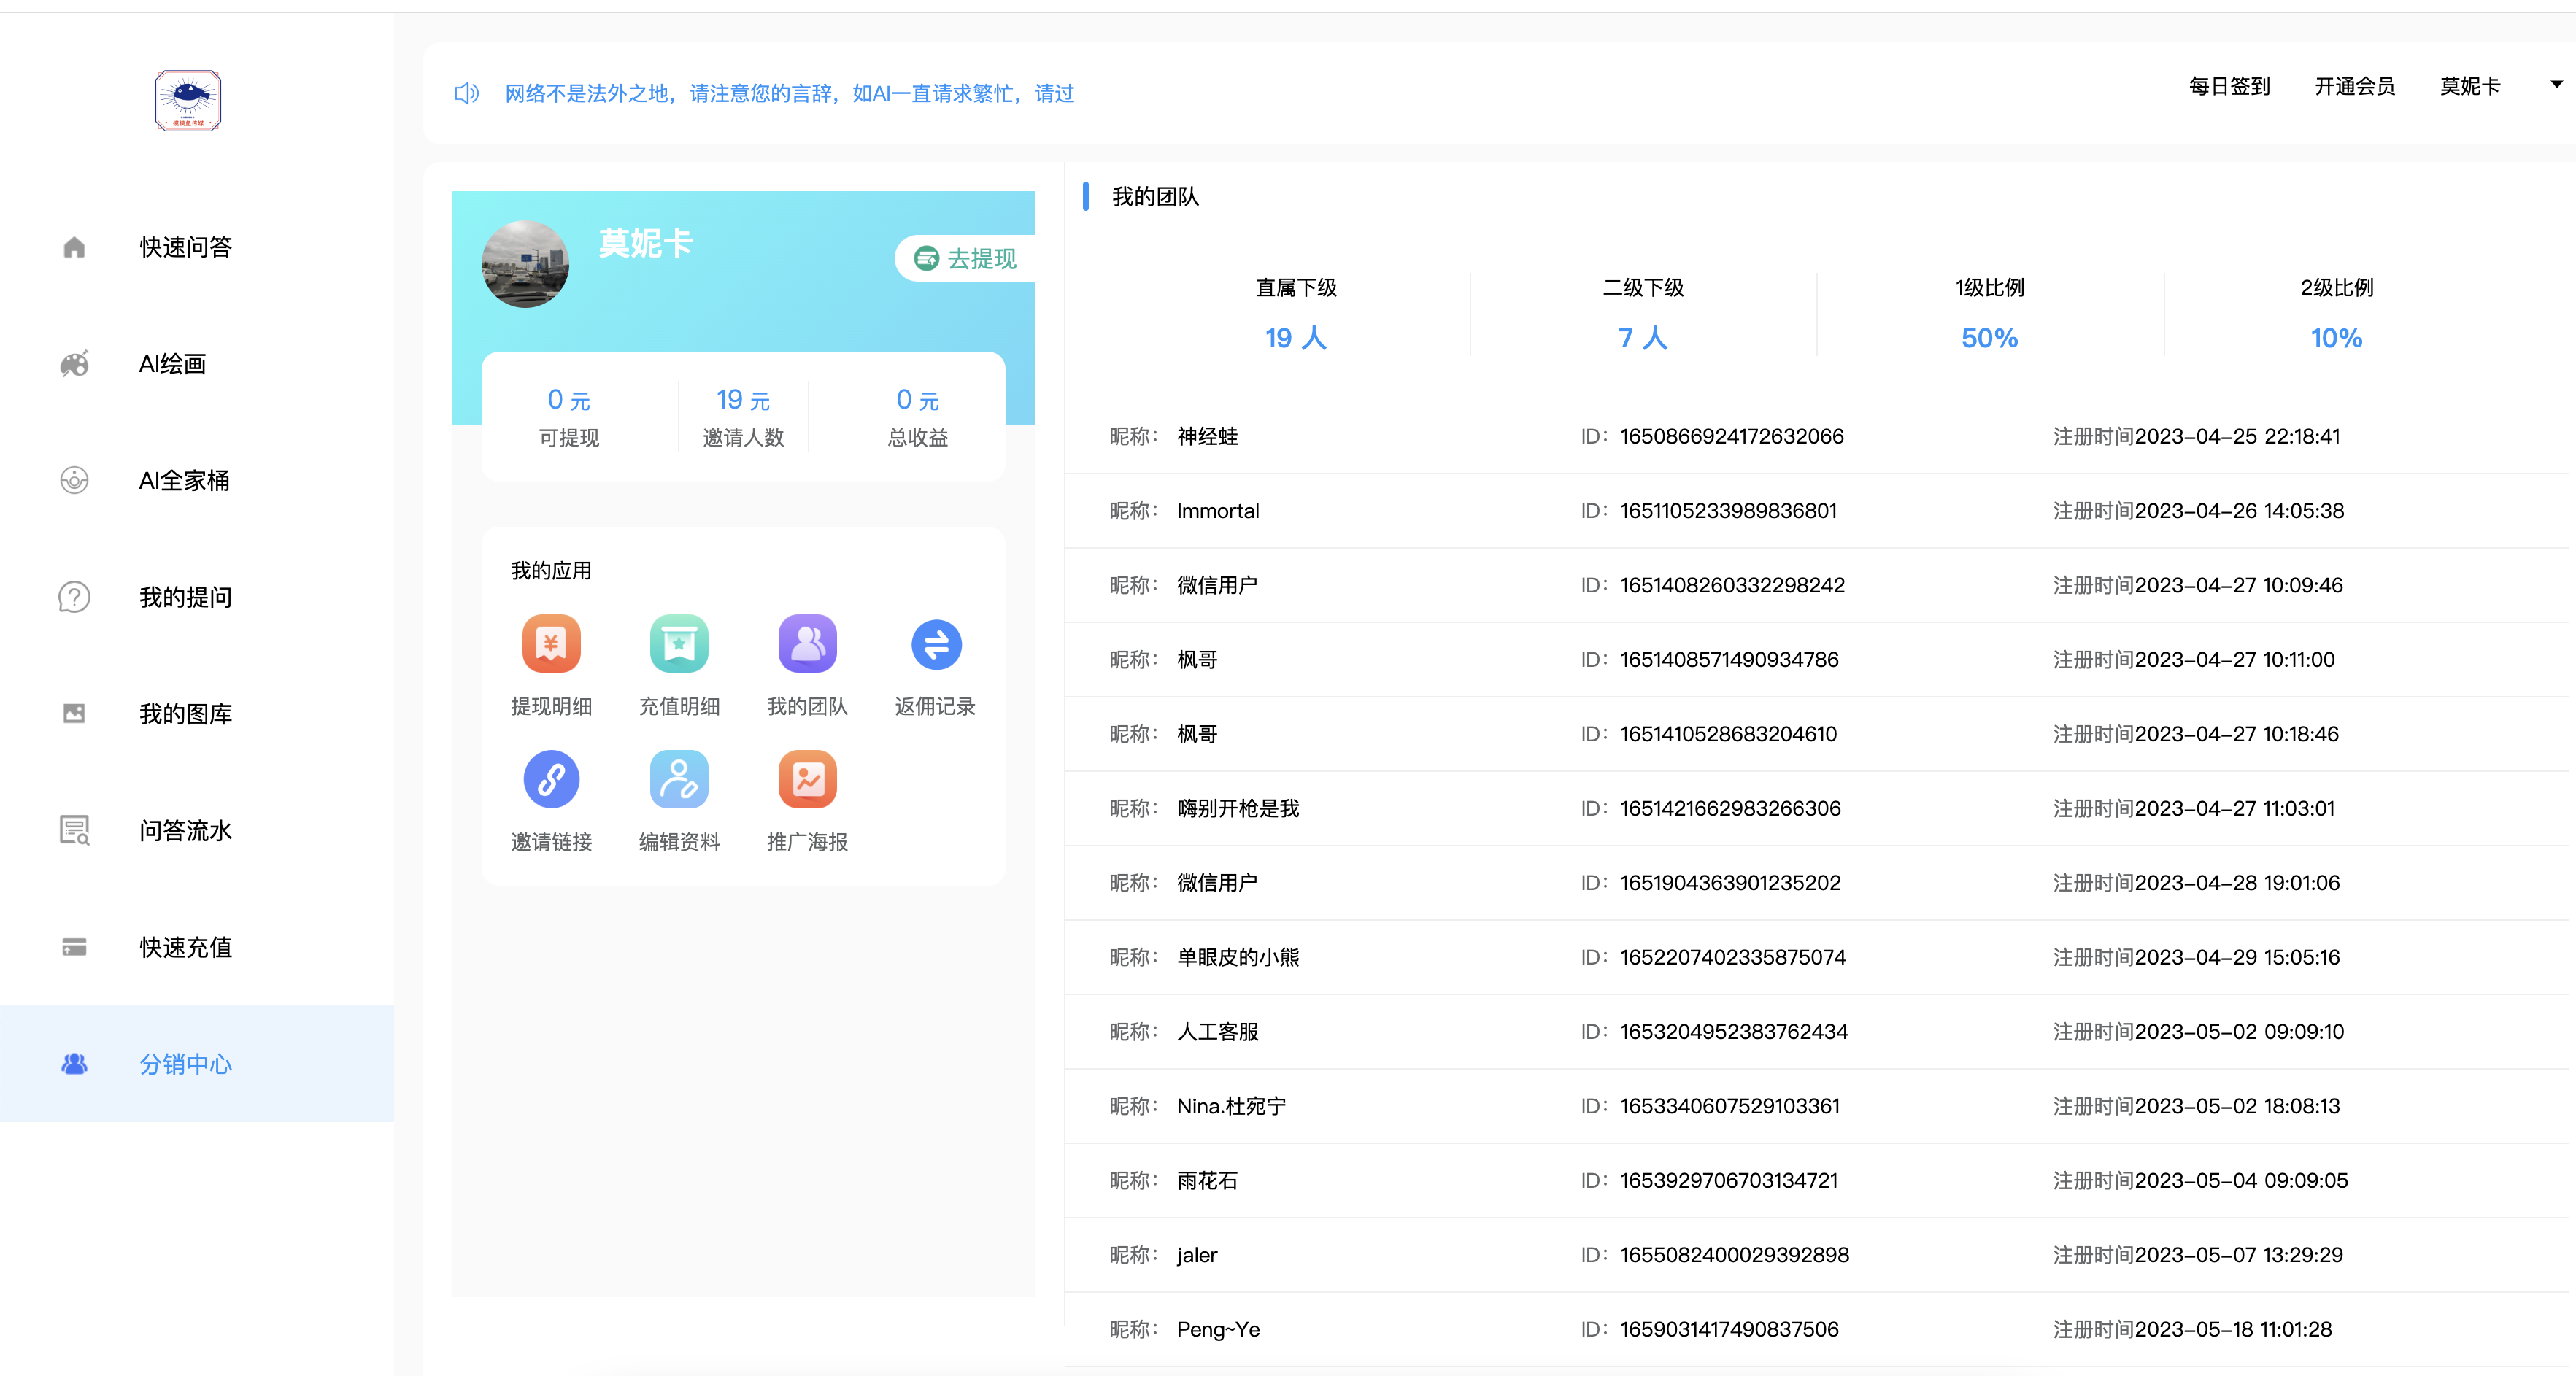 模糊鱼传媒
快速问答
AI绘画
AI全家桶
我的提问
我的图库
问答流水
快速充值
分销中心
网络不是法外之地，请注意您的言辞，如AI一直请求繁忙，请过
每日签到 开通会员 莫妮卡
莫妮卡
去提现
0 元 19 元 0 元
可提现 邀请人数 总收益
我的应用
提现明细 充值明细 我的团队 返佣记录
邀请链接 编辑资料 推广海报
我的团队
直属下级 二级下级 1级比例 2级比例
19 人 7 人 50% 10%
昵称： 神经蛙 ID：1650866924172632066 注册时间2023-04-25 22:18:41
昵称： Immortal ID：1651105233989836801 注册时间2023-04-26 14:05:38
昵称： 微信用户 ID：1651408260332298242 注册时间2023-04-27 10:09:46
昵称： 枫哥 ID：1651408571490934786 注册时间2023-04-27 10:11:00
昵称： 枫哥 ID：1651410528683204610 注册时间2023-04-27 10:18:46
昵称： 嗨别开枪是我 ID：1651421662983266306 注册时间2023-04-27 11:03:01
昵称： 微信用户 ID：1651904363901235202 注册时间2023-04-28 19:01:06
昵称： 单眼皮的小熊 ID：1652207402335875074 注册时间2023-04-29 15:05:16
昵称： 人工客服 ID：1653204952383762434 注册时间2023-05-02 09:09:10
昵称： Nina.杜宛宁 ID：1653340607529103361 注册时间2023-05-02 18:08:13
昵称： 雨花石 ID：1653929706703134721 注册时间2023-05-04 09:09:05
昵称： jaler ID：1655082400029392898 注册时间2023-05-07 13:29:29
昵称： Peng~Ye ID：1659031417490837506 注册时间2023-05-18 11:01:28